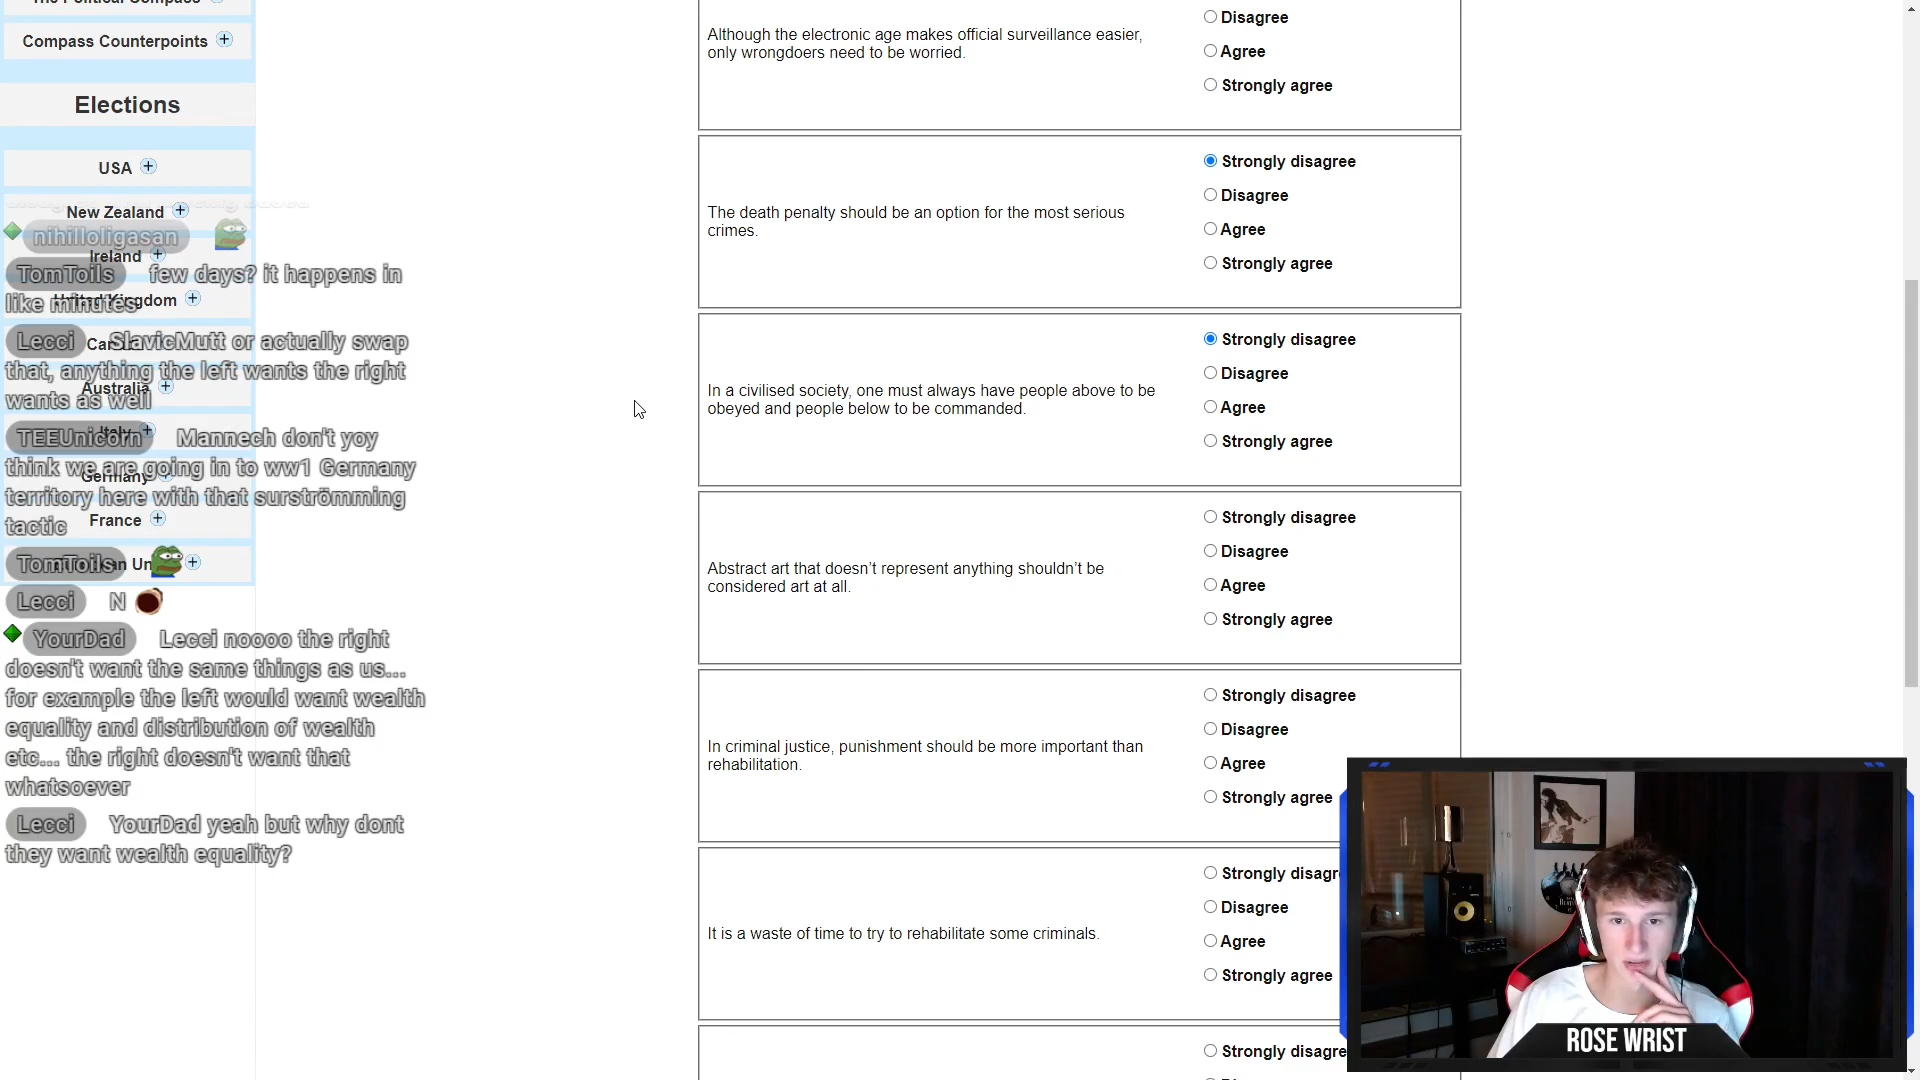 Compass Counterpoints
Elections
USA
New Zealand
Ireland
United Kingdom
Australia
Italy
Germany
France
nihilloligasan
TomToils few days? it happens in
like minutes
Lecci SlavicMutt or actually swap
that, anything the left wants the right
wants as well
TEEUnicorn Mannech don't yoy
think we are going in to ww1 Germany
territory here with that surströmming
tactic
TomToils
Lecci N
YourDad Lecci noooo the right
doesn't want the same things as us...
for example the left would want wealth
equality and distribution of wealth
etc... the right doesn't want that
whatsoever
Lecci YourDad yeah but why dont
they want wealth equality?
Although the electronic age makes official surveillance easier,
only wrongdoers need to be worried.
Disagree
Agree
Strongly agree
The death penalty should be an option for the most serious
crimes.
Strongly disagree
Disagree
Agree
Strongly agree
In a civilised society, one must always have people above to be
obeyed and people below to be commanded.
Strongly disagree
Disagree
Agree
Strongly agree
Abstract art that doesn’t represent anything shouldn’t be
considered art at all.
Strongly disagree
Disagree
Agree
Strongly agree
In criminal justice, punishment should be more important than
rehabilitation.
Strongly disagree
Disagree
Agree
Strongly agree
It is a waste of time to try to rehabilitate some criminals.
Strongly disagr
Disagree
Agree
Strongly agree
Strongly disagre
ROSE WRIST